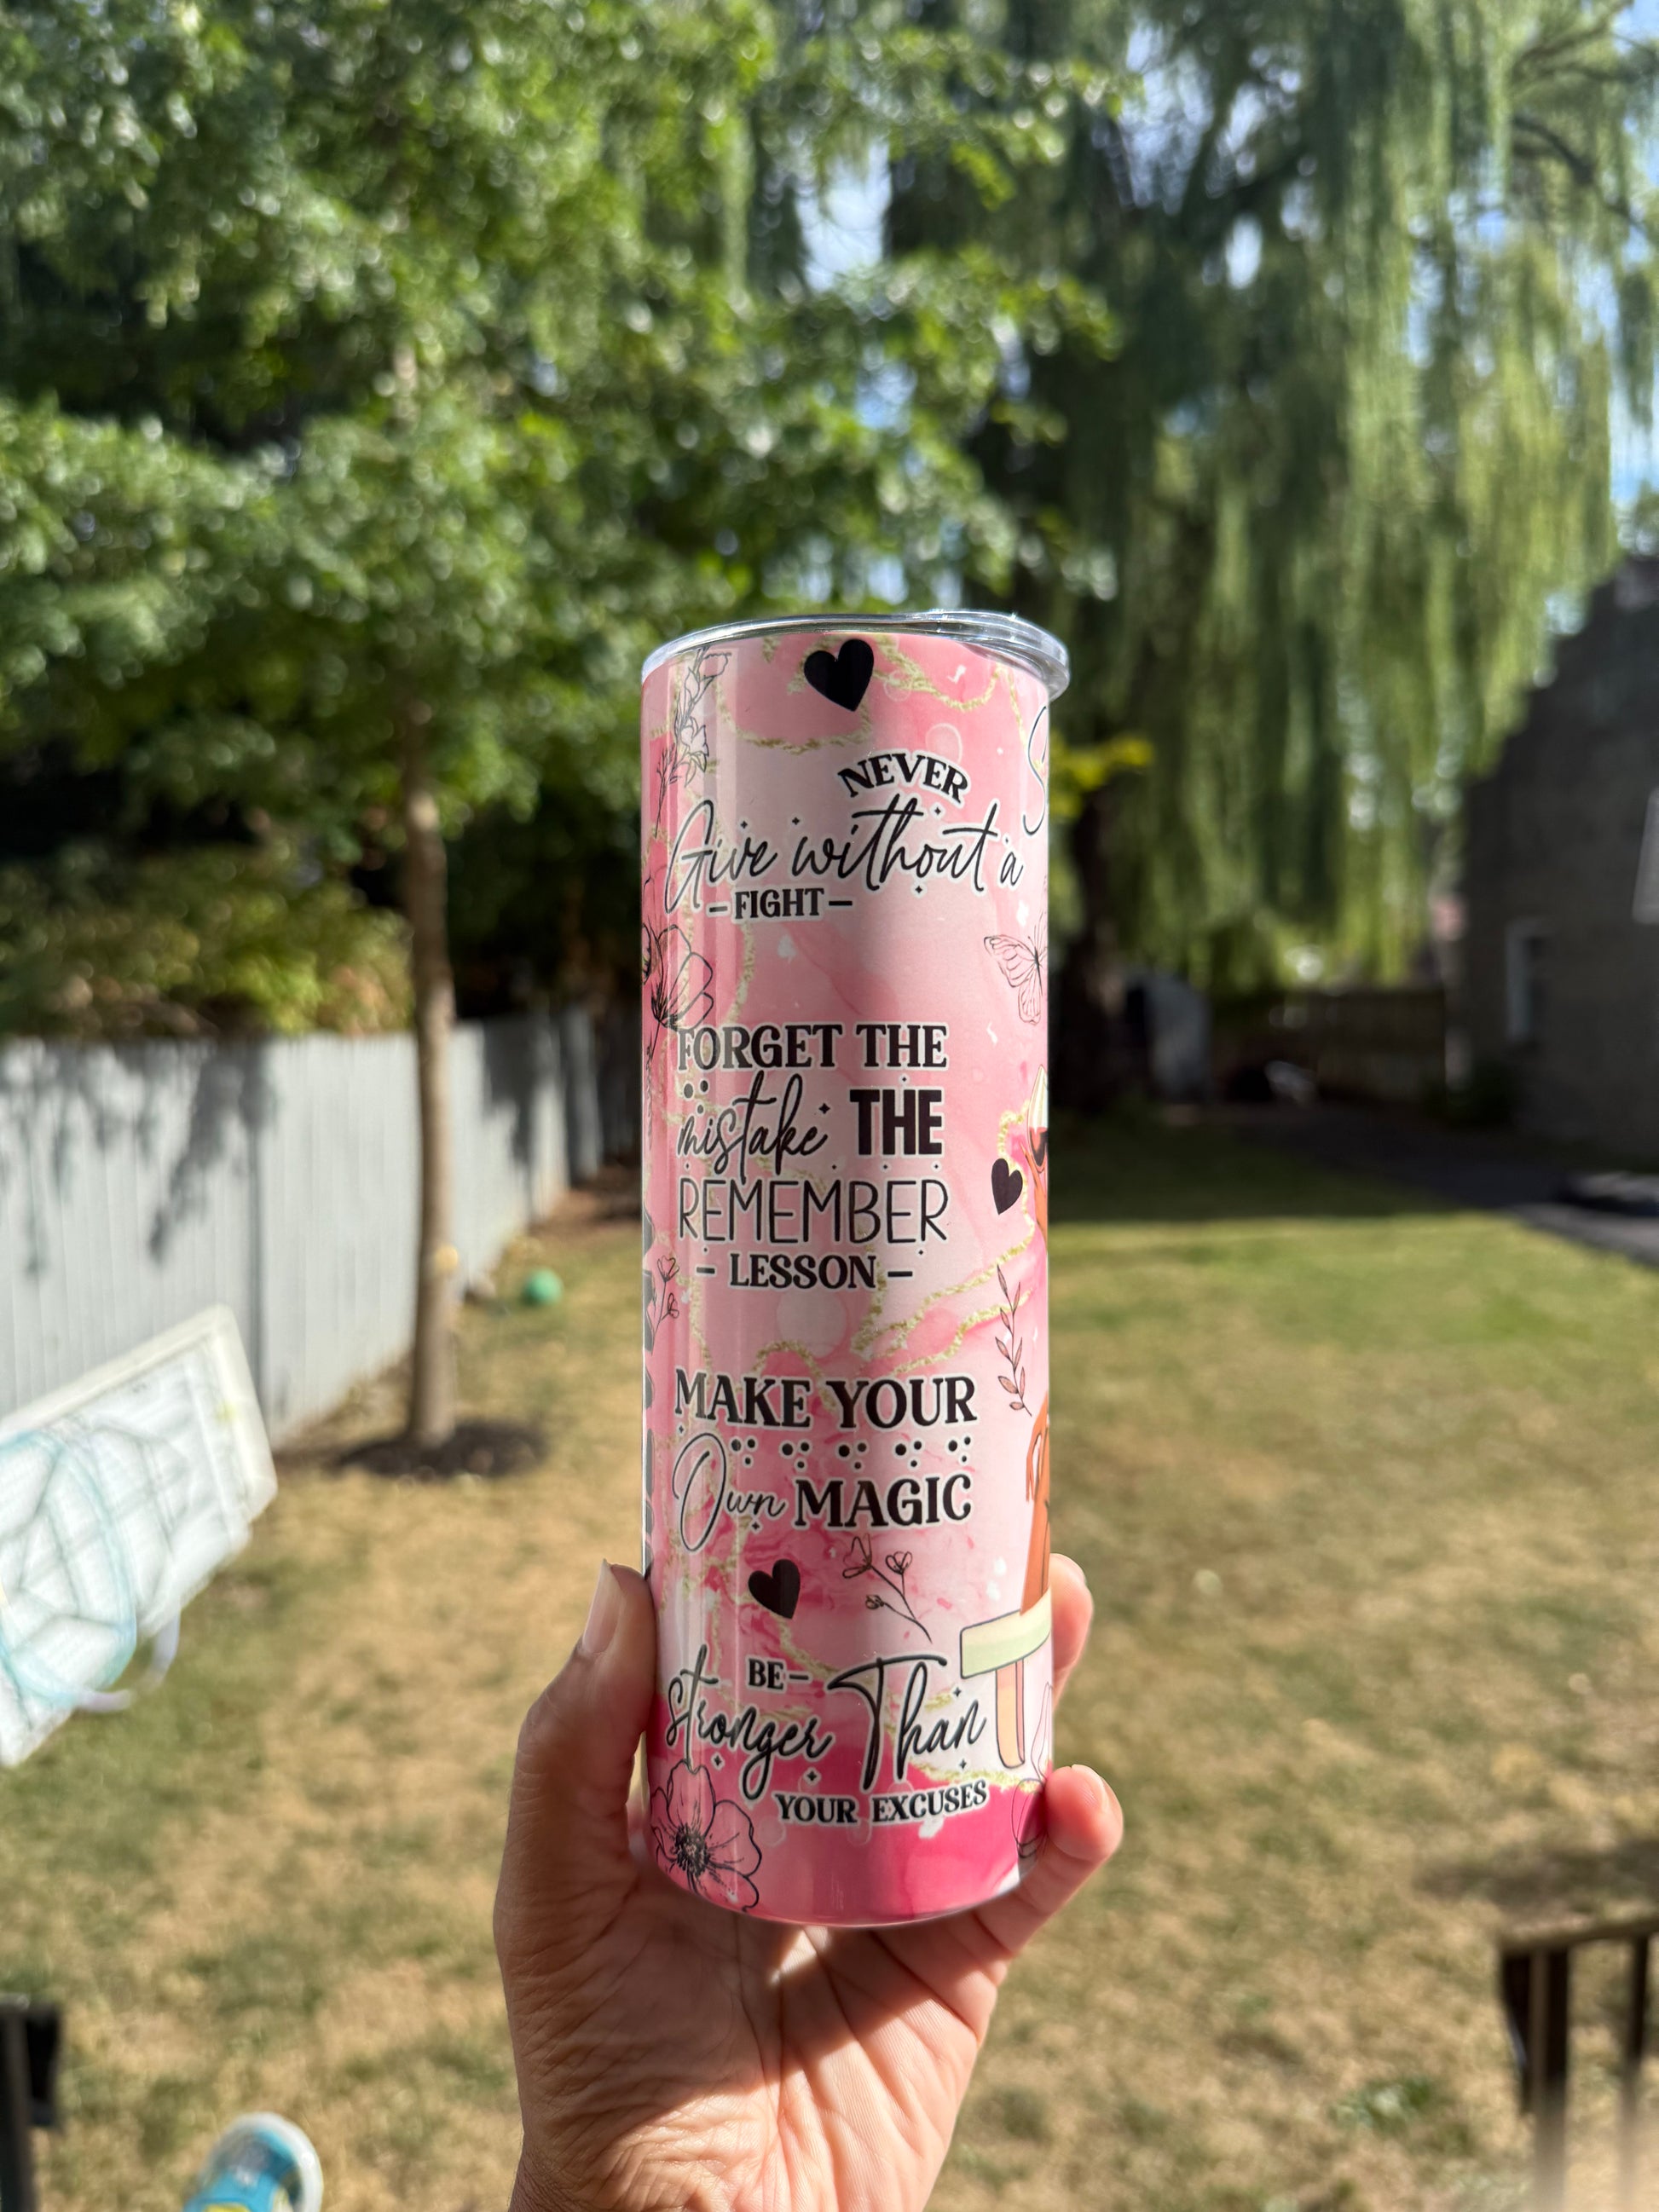 NEVER
Give without a
–FIGHT–
FORGET THE
mistake THE
REMEMBER
– LESSON –
MAKE YOUR
Own MAGIC
BE–
stronger Than
YOUR EXCUSES